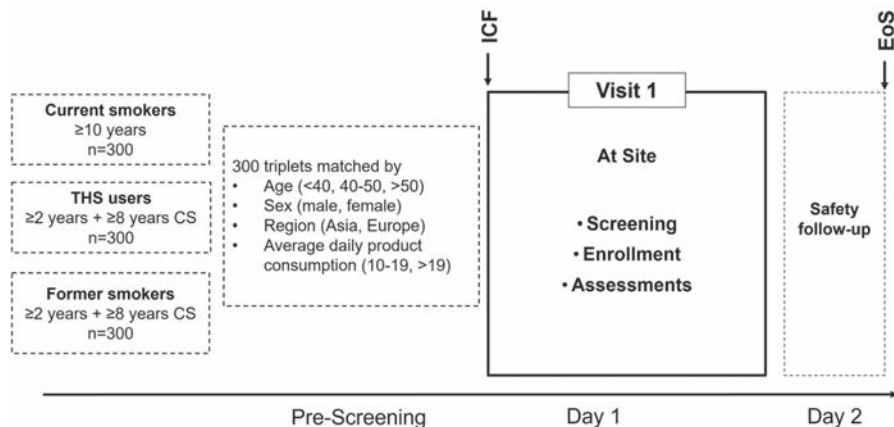 ICF
EoS
Current smokers
≥10 years
n=300
THS users
≥2 years + ≥8 years CS
n=300
Former smokers
≥2 years + ≥8 years CS
n=300
300 triplets matched by
• Age (<40, 40-50, >50)
• Sex (male, female)
• Region (Asia, Europe)
• Average daily product
consumption (10-19, >19)
Visit 1
At Site
• Screening
• Enrollment
• Assessments
Safety
follow-up
Pre-Screening
Day 1
Day 2